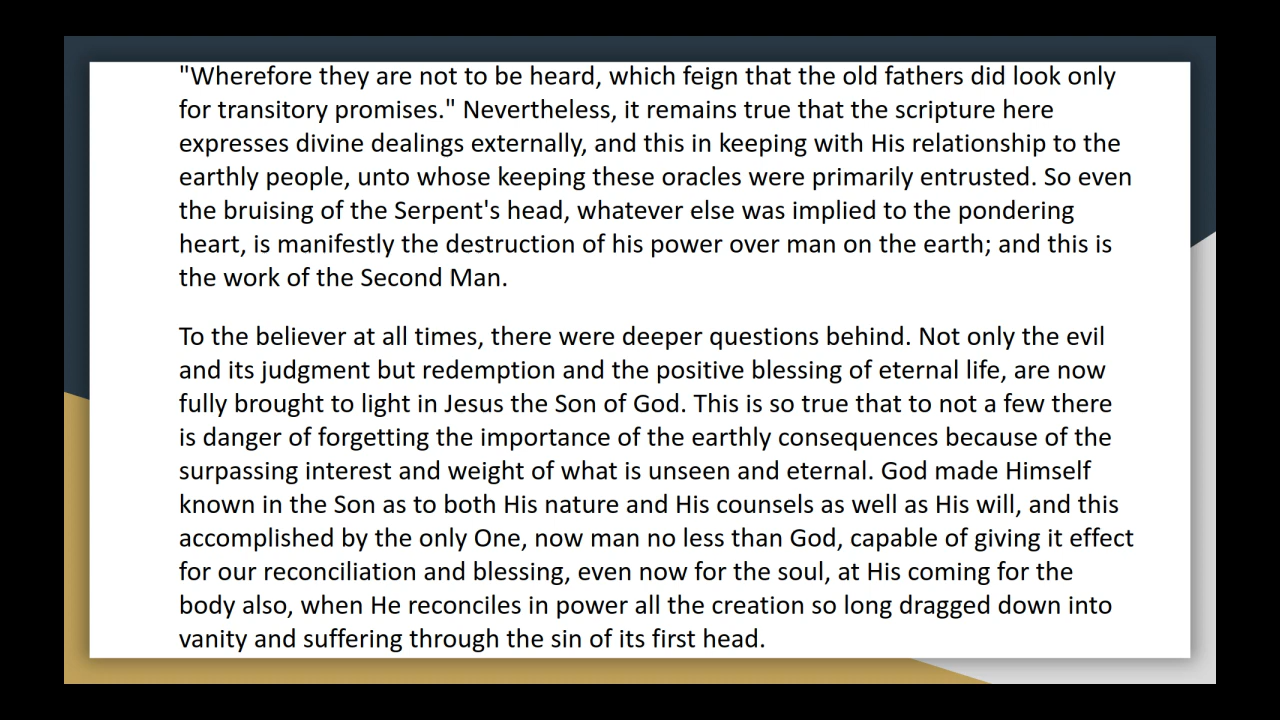 "Wherefore they are not to be heard, which feign that the old fathers did look only
for transitory promises." Nevertheless, it remains true that the scripture here
expresses divine dealings externally, and this in keeping with His relationship to the
earthly people, unto whose keeping these oracles were primarily entrusted. So even
the bruising of the Serpent's head, whatever else was implied to the pondering
heart, is manifestly the destruction of his power over man on the earth; and this is
the work of the Second Man.
To the believer at all times, there were deeper questions behind. Not only the evil
and its judgment but redemption and the positive blessing of eternal life, are now
fully brought to light in Jesus the Son of God. This is so true that to not a few there
is danger of forgetting the importance of the earthly consequences because of the
surpassing interest and weight of what is unseen and eternal. God made Himself
known in the Son as to both His nature and His counsels as well as His will, and this
accomplished by the only One, now man no less than God, capable of giving it effect
for our reconciliation and blessing, even now for the soul, at His coming for the
body also, when He reconciles in power all the creation so long dragged down into
vanity and suffering through the sin of its first head.